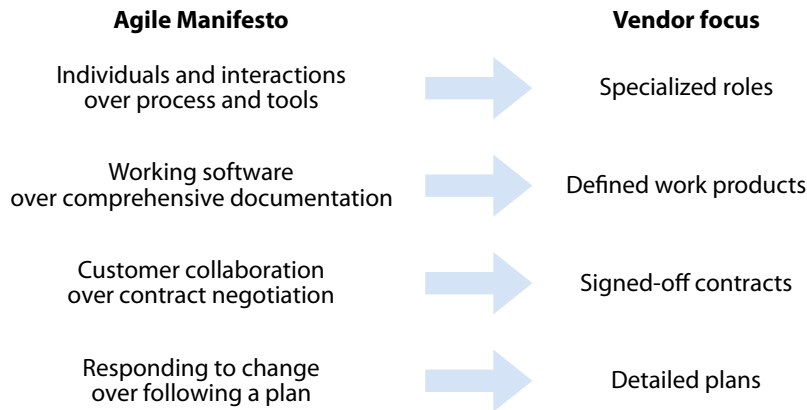 Agile Manifesto
Vendor focus
Individuals and interactions
over process and tools
Specialized roles
Working software
over comprehensive documentation
Defined work products
Customer collaboration
over contract negotiation
Signed-off contracts
Responding to change
over following a plan
Detailed plans